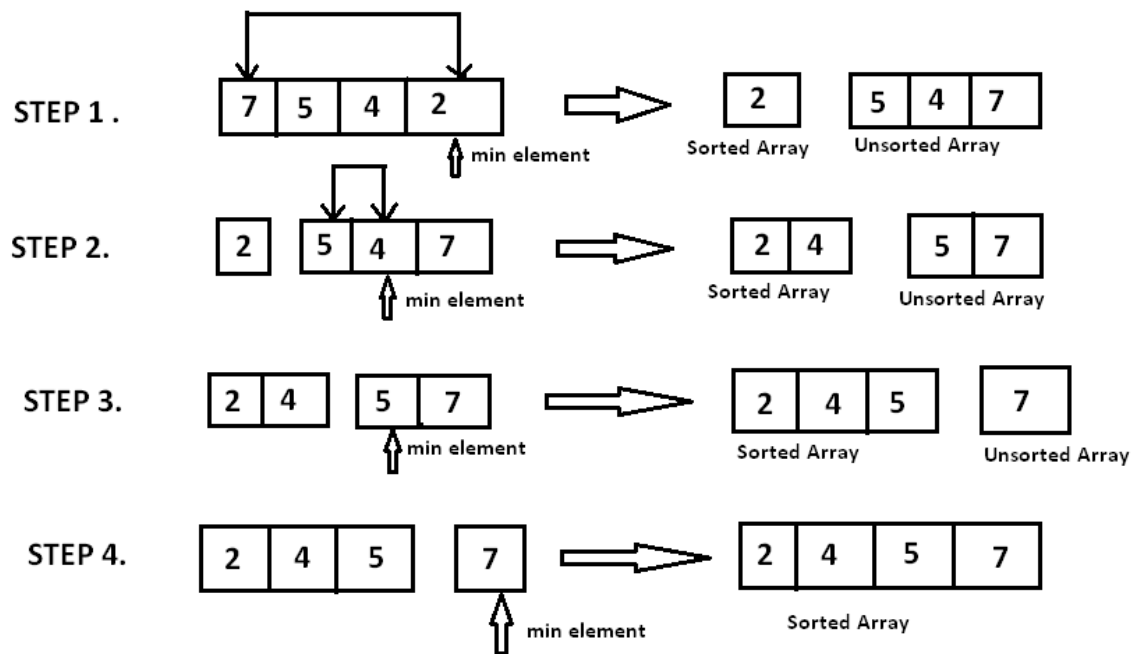 STEP 1 .
7 5 4 2
min element
2
Sorted Array
5 4 7
Unsorted Array
STEP 2.
2
5 4 7
min element
2 4
Sorted Array
5 7
Unsorted Array
STEP 3.
2 4
5 7
min element
2 4 5
Sorted Array
7
Unsorted Array
STEP 4.
2 4 5
7
min element
2 4 5 7
Sorted Array